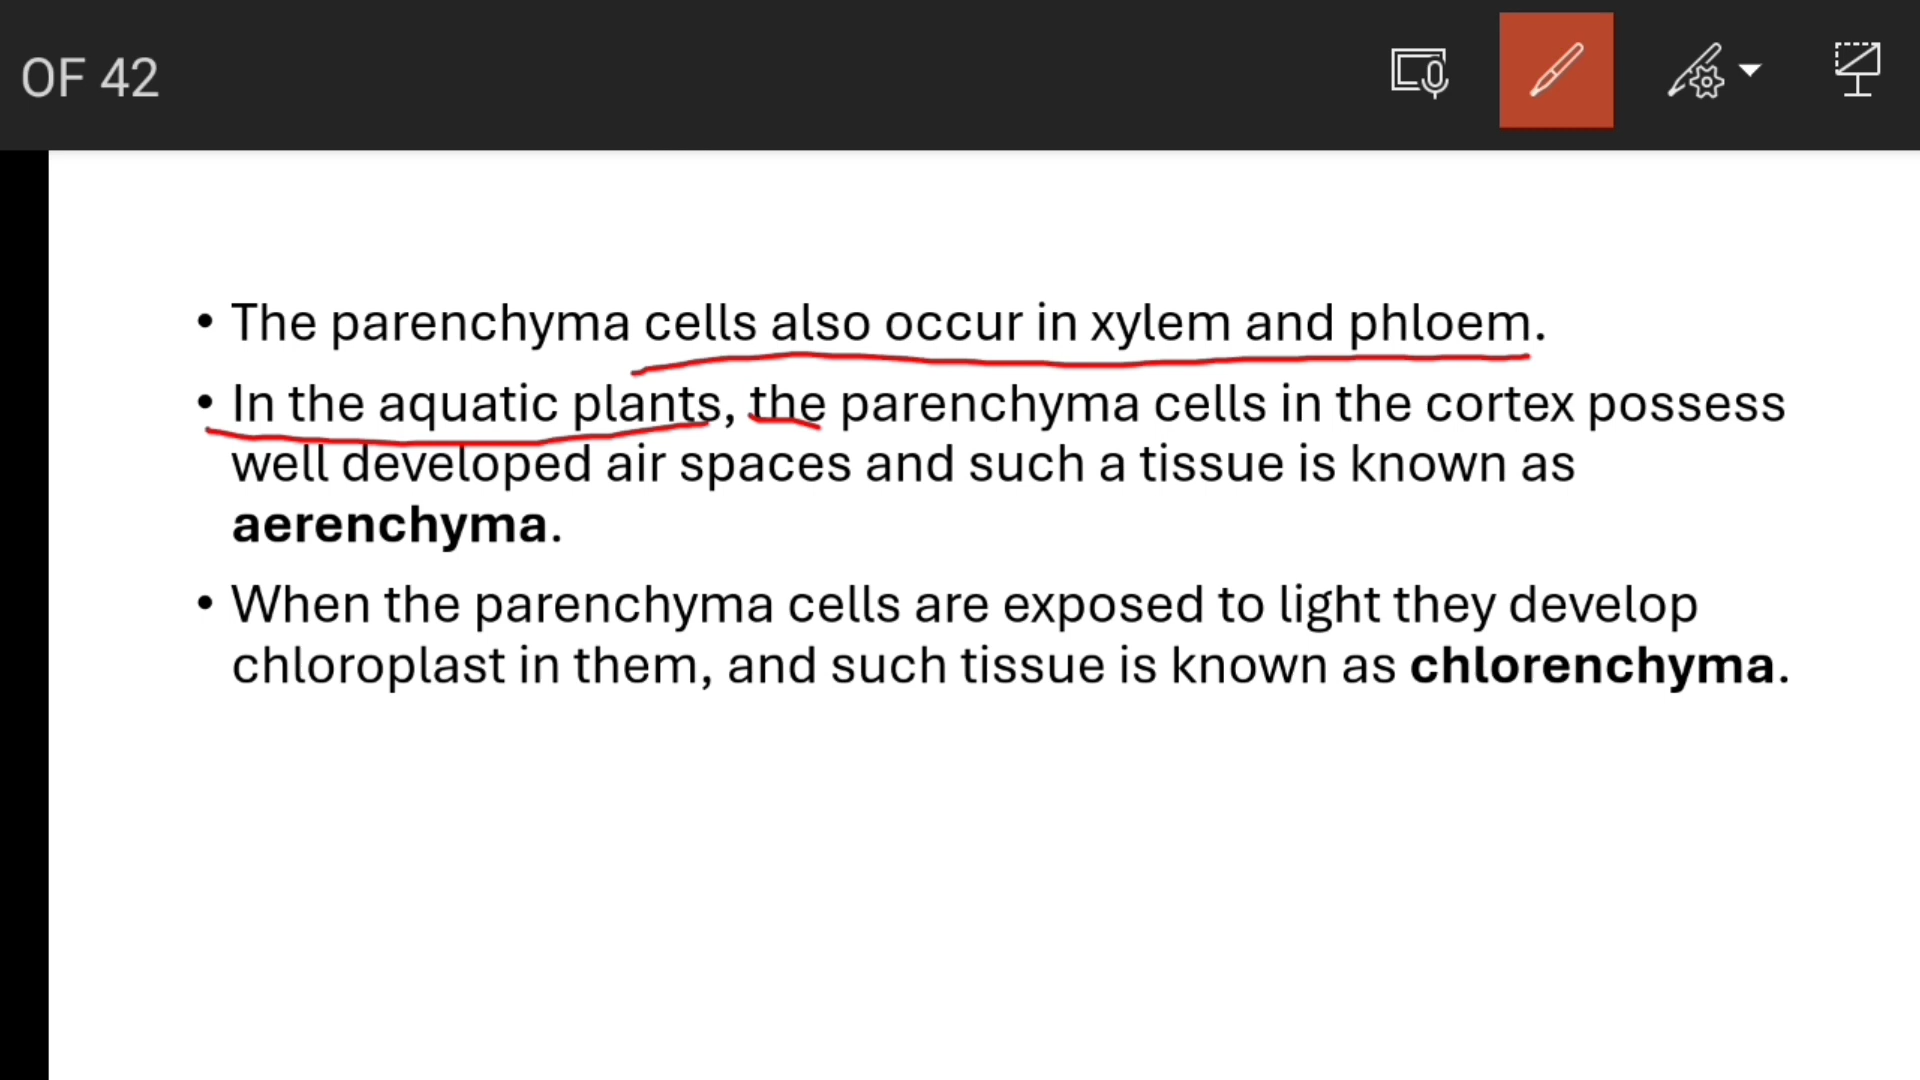 OF 42
• The parenchyma cells also occur in xylem and phloem.
• In the aquatic plants, the parenchyma cells in the cortex possess
well developed air spaces and such a tissue is known as
aerenchyma.
• When the parenchyma cells are exposed to light they develop
chloroplast in them, and such tissue is known as chlorenchyma.